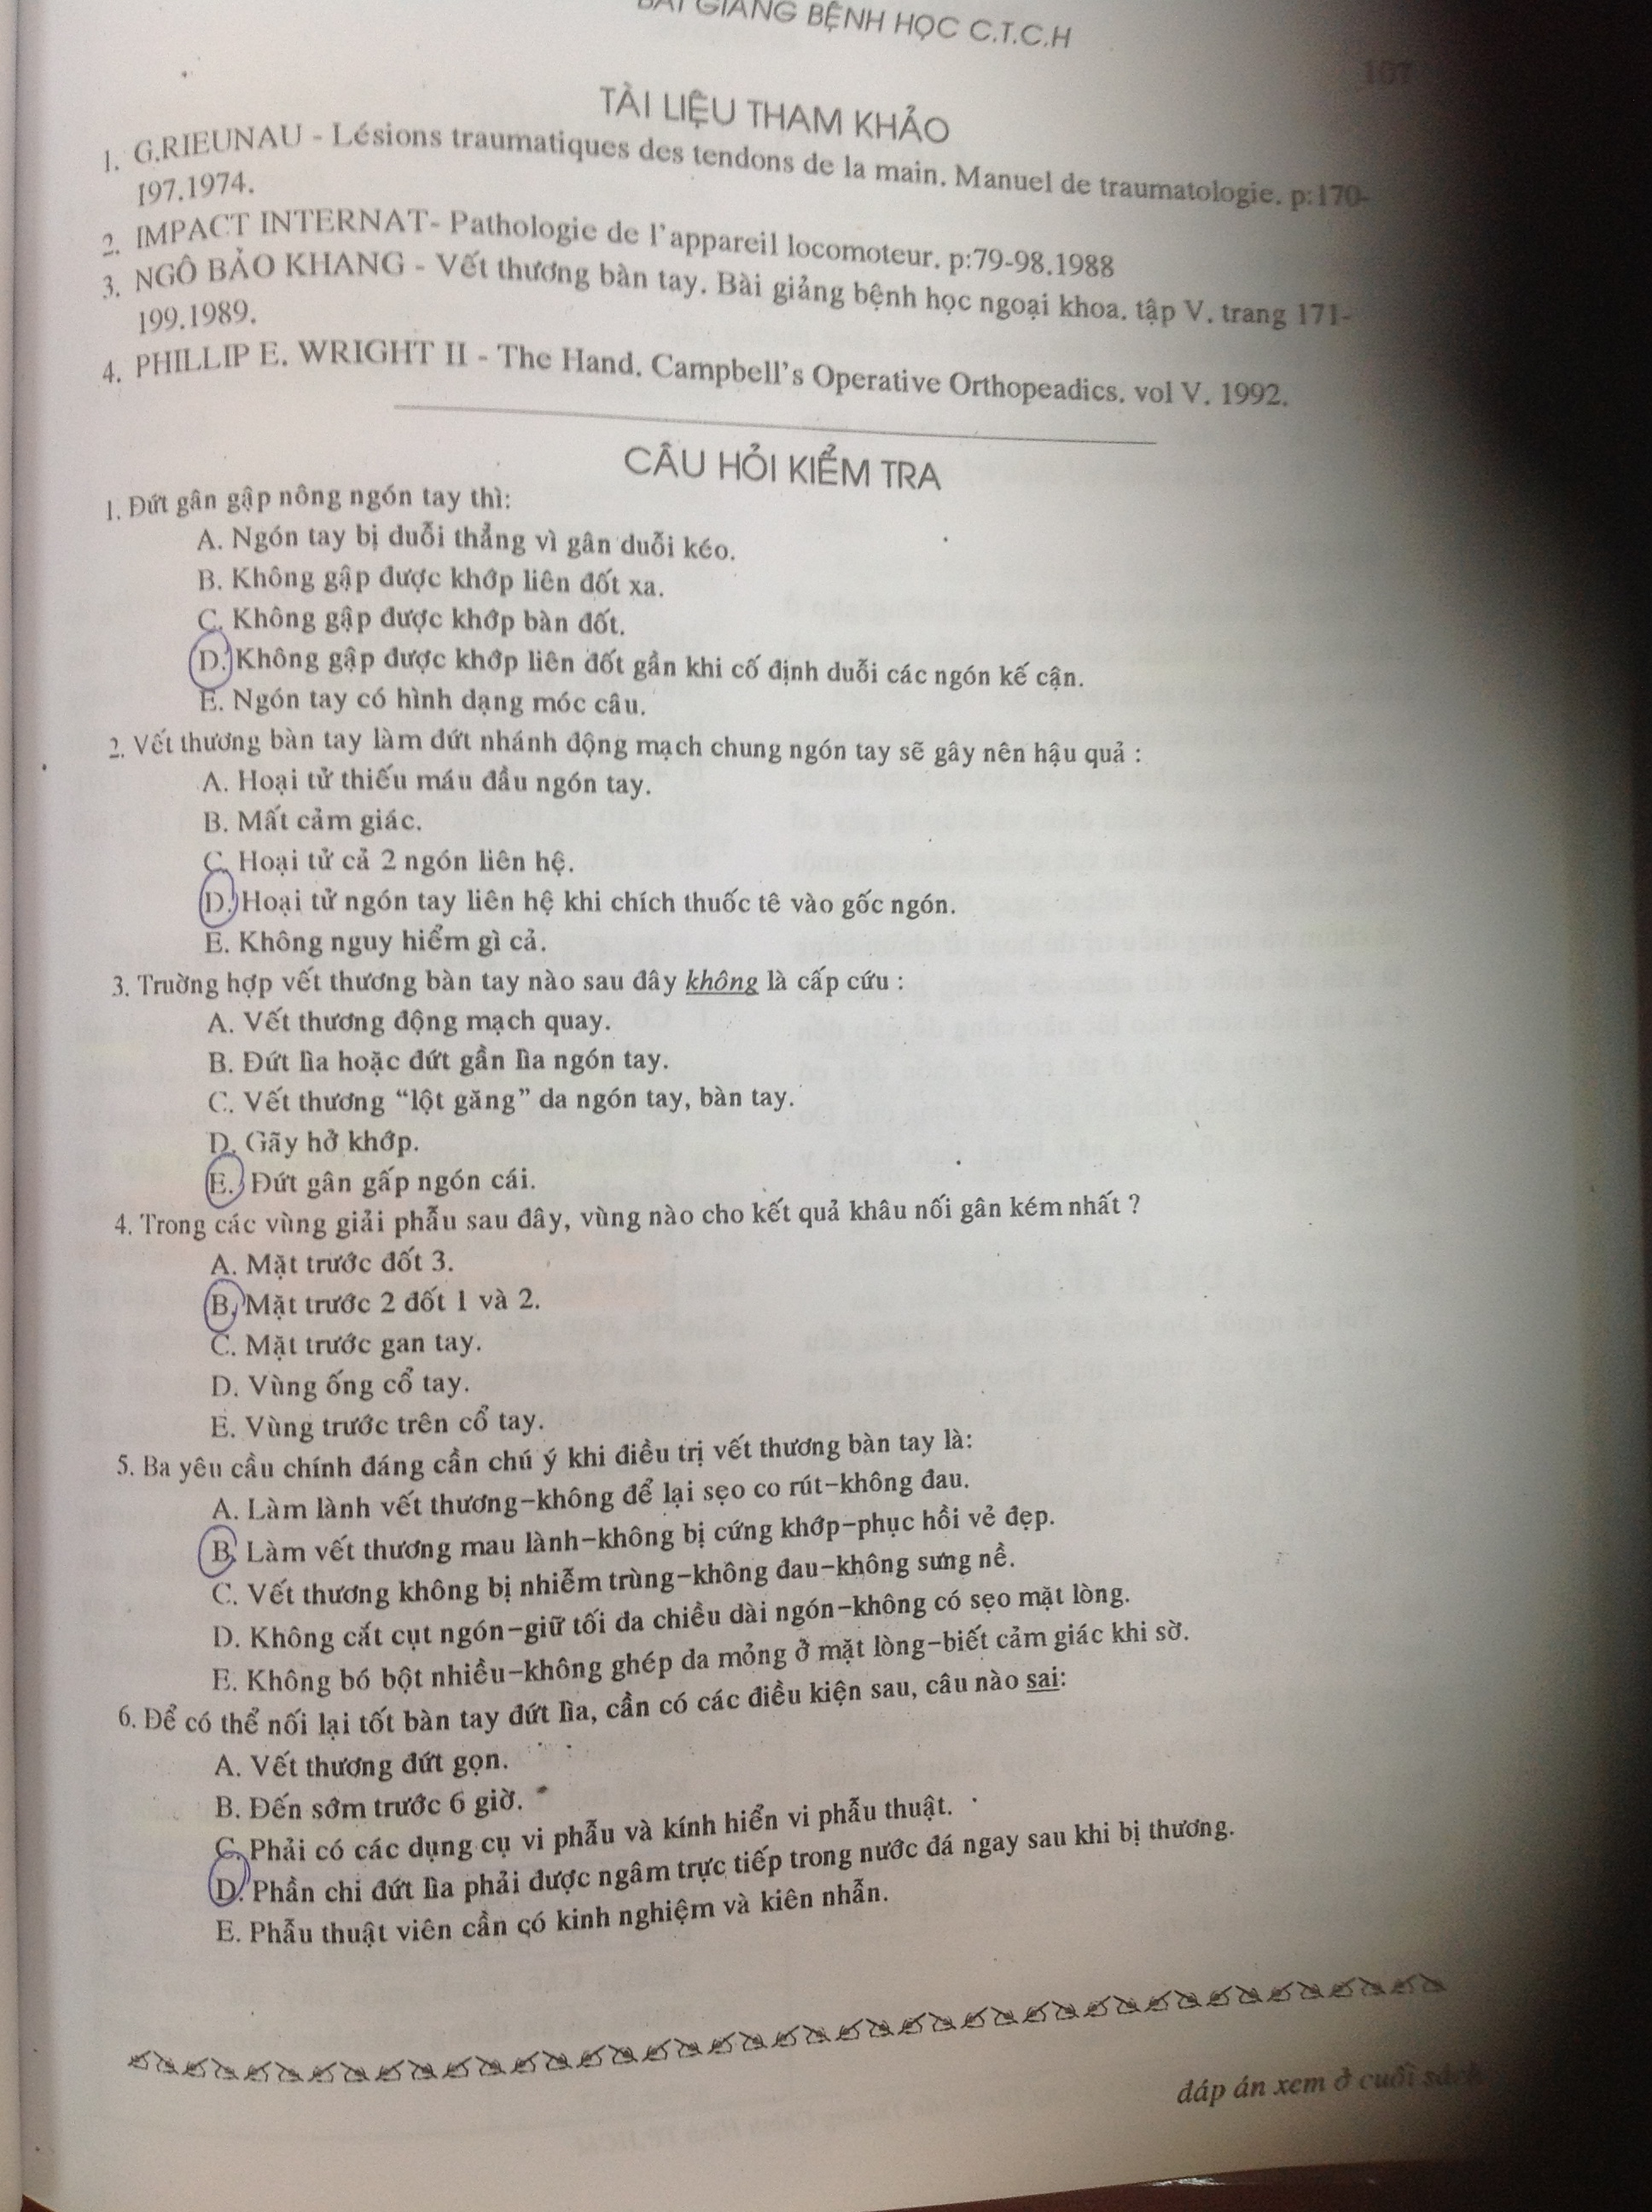 BÀI GIẢNG BỆNH HỌC C.T.C.H
107
TÀI LIỆU THAM KHẢO
1. G.RIEUNAU - Lésions traumatiques des tendons de la main. Manuel de traumatologie. p:170-
197.1974.
2. IMPACT INTERNAT- Pathologie de l'appareil locomoteur. p:79-98.1988
3. NGÔ BẢO KHANG - Vết thương bàn tay. Bài giảng bệnh học ngoại khoa. tập V. trang 171-
199.1989.
4. PHILLIP E. WRIGHT II - The Hand. Campbell's Operative Orthopeadics. vol V. 1992.
CÂU HỎI KIỂM TRA
1. Đứt gân gập nông ngón tay thì:
A. Ngón tay bị duỗi thẳng vì gân duỗi kéo.
B. Không gập được khớp liên đốt xa.
C. Không gập được khớp bàn đốt.
D. Không gập được khớp liên đốt gần khi cố định duỗi các ngón kế cận.
E. Ngón tay có hình dạng móc câu.
2. Vết thương bàn tay làm đứt nhánh động mạch chung ngón tay sẽ gây nên hậu quả :
A. Hoại tử thiếu máu đầu ngón tay.
B. Mất cảm giác.
C. Hoại tử cả 2 ngón liên hệ.
D. Hoại tử ngón tay liên hệ khi chích thuốc tê vào gốc ngón.
E. Không nguy hiểm gì cả.
3. Truờng hợp vết thương bàn tay nào sau đây không là cấp cứu :
A. Vết thương động mạch quay.
B. Đứt lìa hoặc đứt gần lìa ngón tay.
C. Vết thương “lột găng” da ngón tay, bàn tay.
D. Gãy hở khớp.
E. Đứt gân gấp ngón cái.
4. Trong các vùng giải phẫu sau đây, vùng nào cho kết quả khâu nối gân kém nhất ?
A. Mặt trước đốt 3.
B. Mặt trước 2 đốt 1 và 2.
C. Mặt trước gan tay.
D. Vùng ống cổ tay.
E. Vùng trước trên cổ tay.
5. Ba yêu cầu chính đáng cần chú ý khi điều trị vết thương bàn tay là:
A. Làm lành vết thương–không để lại sẹo co rút–không đau.
B. Làm vết thương mau lành–không bị cứng khớp–phục hồi vẻ đẹp.
C. Vết thương không bị nhiễm trùng–không đau–không sưng nề.
D. Không cắt cụt ngón–giữ tối đa chiều dài ngón–không có sẹo mặt lòng.
E. Không bó bột nhiều–không ghép da mỏng ở mặt lòng–biết cảm giác khi sờ.
6. Để có thể nối lại tốt bàn tay đứt lìa, cần có các điều kiện sau, câu nào sai:
A. Vết thương đứt gọn.
B. Đến sớm trước 6 giờ.
C. Phải có các dụng cụ vi phẫu và kính hiển vi phẫu thuật.
D. Phần chi đứt lìa phải được ngâm trực tiếp trong nước đá ngay sau khi bị thương.
E. Phẫu thuật viên cần có kinh nghiệm và kiên nhẫn.
đáp án xem ở cuối sách